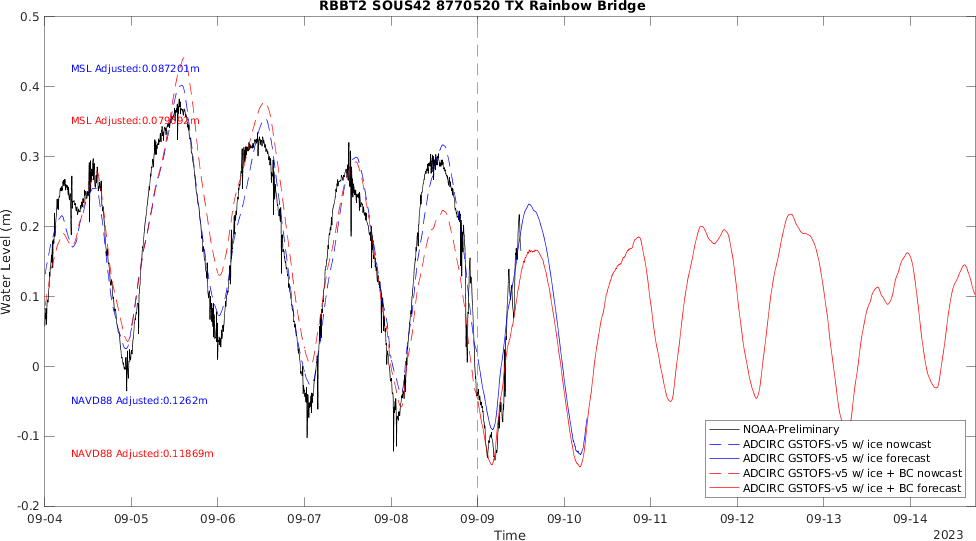 RBBT2 SOUS42 8770520 TX Rainbow Bridge
0.5
0.4
0.3
0.2
0.1
0
-0.1
-0.2
Water Level (m)
MSL Adjusted:0.087201m
MSL
NAVD88 Adjusted:0.1262m
NAVD88 Adjusted:0.11869m
NOAA-Preliminary
ADCIRC GSTOFS-v5 w/ ice nowcast
ADCIRC GSTOFS-v5 w/ ice forecast
ADCIRC GSTOFS-v5 w/ ice + BC nowcast
ADCIRC GSTOFS-v5 w/ ice + BC forecast
09-04 09-05 09-06 09-07 09-08 09-09 09-10 09-11 09-12 09-13 09-14
Time
2023